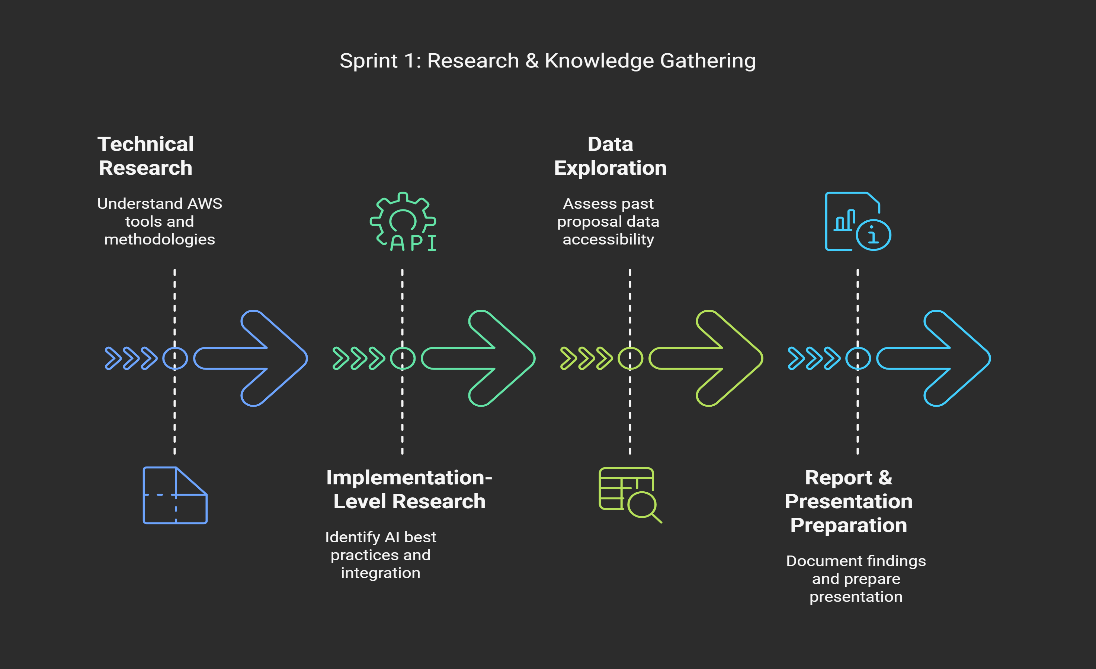 Sprint 1: Research & Knowledge Gathering
Technical
Research
Understand AWS
tools and
methodologies
API
Implementation-
Level Research
Identify AI best
practices and
integration
Data
Exploration
Assess past
proposal data
accessibility
i
Report &
Presentation
Preparation
Document findings
and prepare
presentation